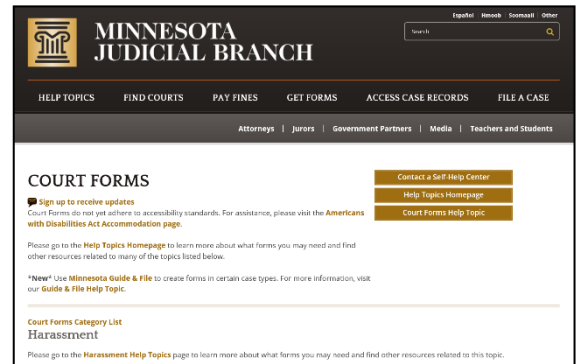 Español Hmoob Soomaali Other
MINNESOTA
JUDICIAL BRANCH
Search
HELP TOPICS FIND COURTS PAY FINES GET FORMS ACCESS CASE RECORDS FILE A CASE
Attorneys | Jurors | Government Partners | Media | Teachers and Students
COURT FORMS
Contact a Self-Help Center
Help Topics Homepage
Court Forms Help Topic
Sign up to receive updates
Court Forms do not yet adhere to accessibility standards. For assistance, please visit the Americans
with Disabilities Act Accommodation page.
Please go to the Help Topics Homepage to learn more about what forms you may need and find
other resources related to many of the topics listed below.
*New* Use Minnesota Guide & File to create forms in certain case types. For more information, visit
our Guide & File Help Topic.
Court Forms Category List
Harassment
Please go to the Harassment Help Topics page to learn more about what forms you may need and find other resources related to this topic.